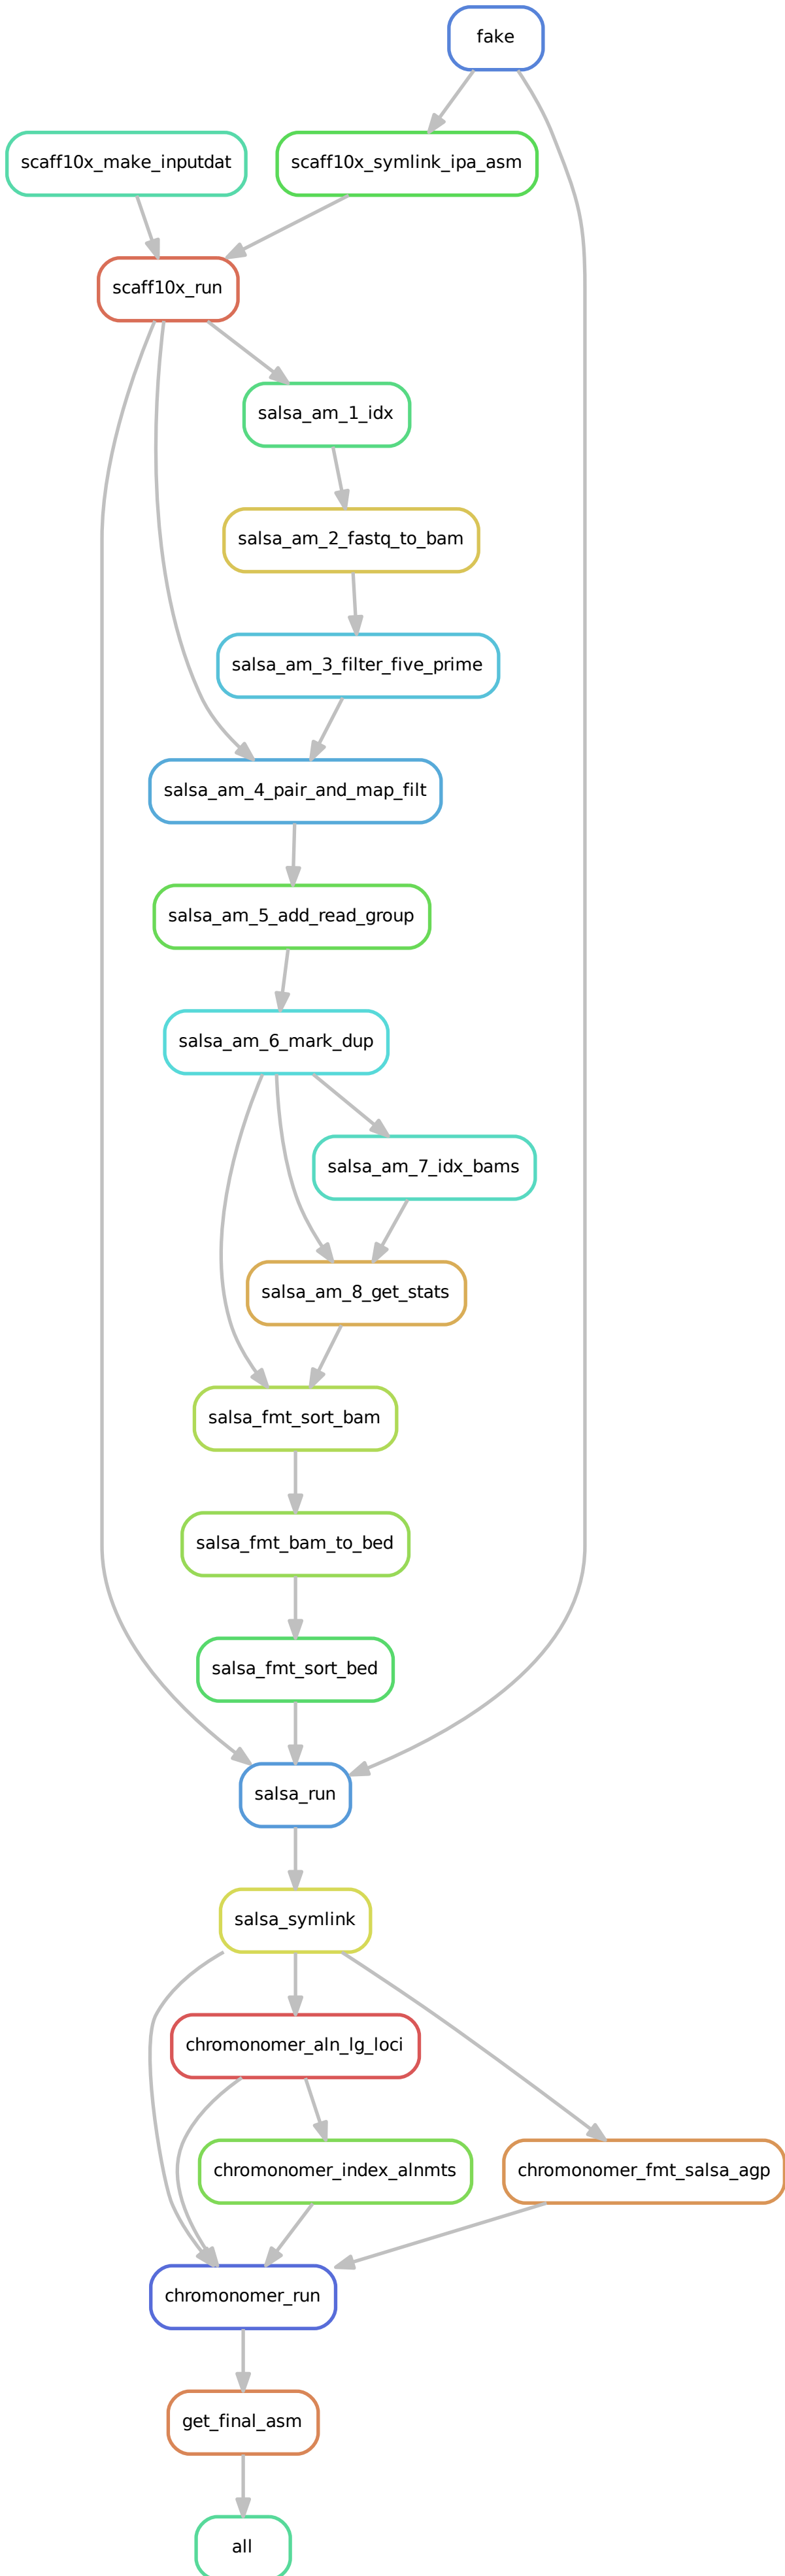 fake
scaff10x_make_inputdat
scaff10x_symlink_ipa_asm
scaff10x_run
salsa_am_1_idx
salsa_am_2_fastq_to_bam
salsa_am_3_filter_five_prime
salsa_am_4_pair_and_map_filt
salsa_am_5_add_read_group
salsa_am_6_mark_dup
salsa_am_7_idx_bams
salsa_am_8_get_stats
salsa_fmt_sort_bam
salsa_fmt_bam_to_bed
salsa_fmt_sort_bed
salsa_run
salsa_symlink
chromonomer_aln_lg_loci
chromonomer_index_alnmts
chromonomer_fmt_salsa_agp
chromonomer_run
get_final_asm
all